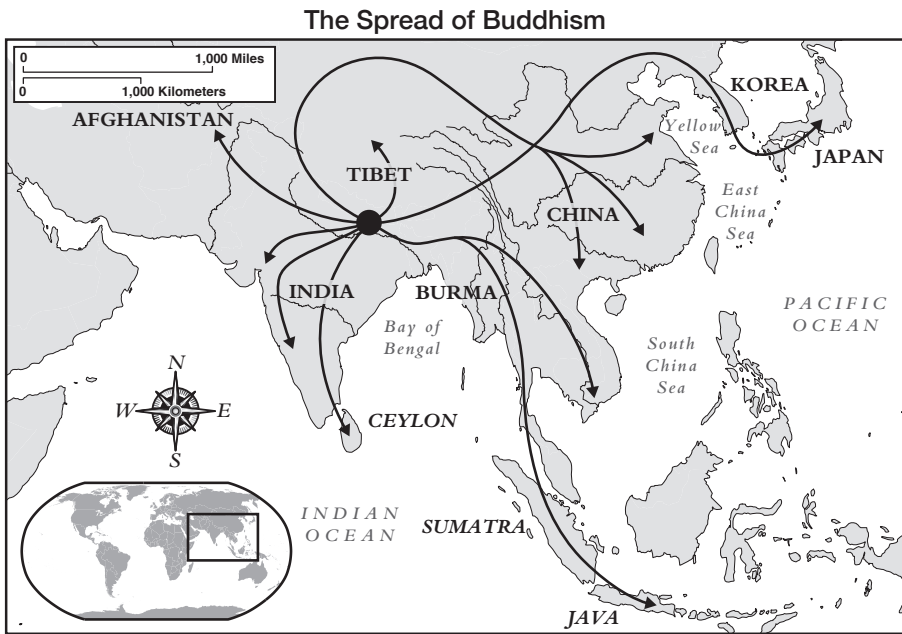 The Spread of Buddhism
0 1,000 Miles
0 1,000 Kilometers
AFGHANISTAN
KOREA
Yellow
Sea
JAPAN
TIBET
East
China
Sea
CHINA
INDIA
BURMA
Bay of
Bengal
PACIFIC
OCEAN
South
China
Sea
N
W E
S
CEYLON
INDIAN
OCEAN
SUMATRA
JAVA